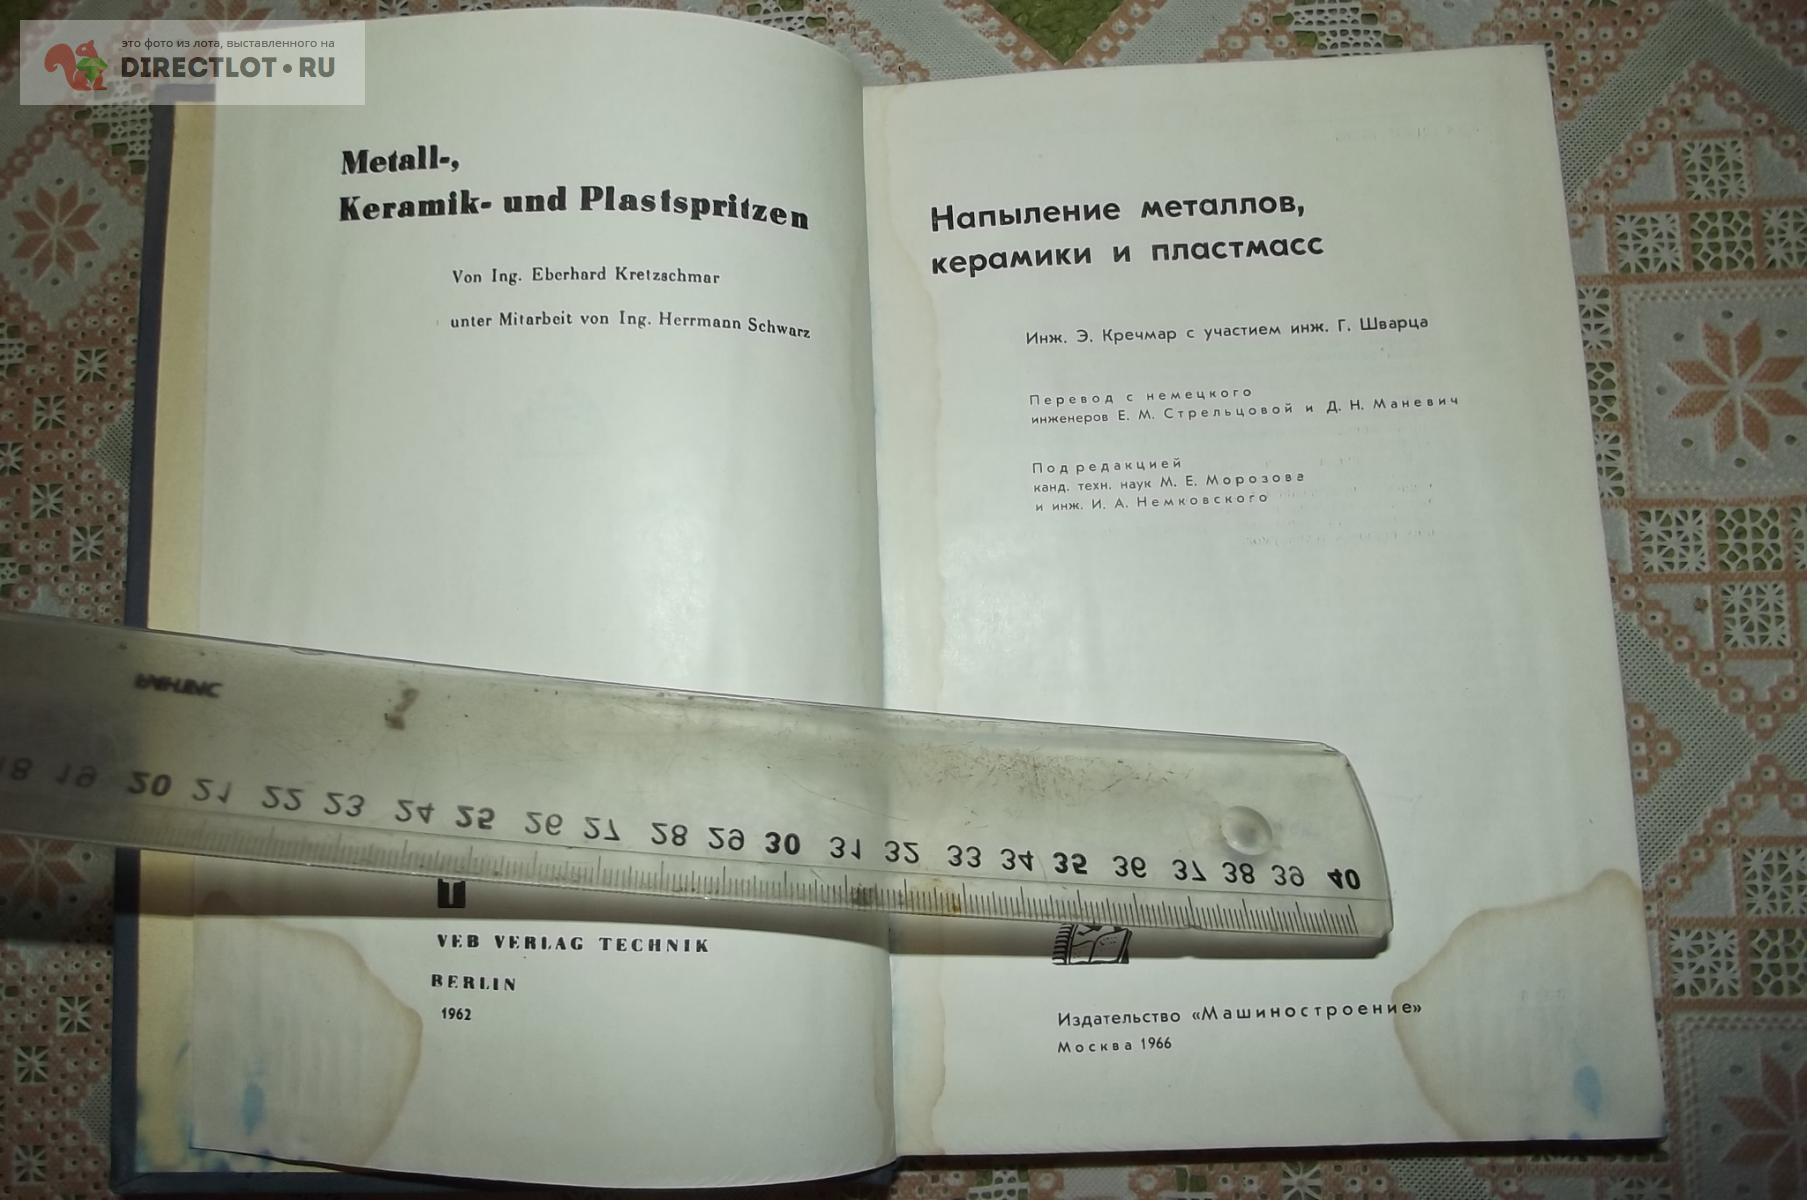 это фото из лота, выставленного на
DIRECTLOT•RU
Metall-,
Keramik- und Plastspritzen
Von Ing. Eberhard Kretzschmar
unter Mitarbeit von Ing. Herrmann Schwarz
T
VEB VERLAG TECHNIK
BERLIN
1962
Напыление металлов,
керамики и пластмасс
Инж. Э. Кречмар с участием инж. Г. Шварца
Перевод с немецкого
инженеров Е. М. Стрельцовой и Д. Н. Маневич
Под редакцией
канд. техн. наук М. Е. Морозова
и инж. И. А. Немковского
Издательство «Машиностроение»
Москва 1966
18 19 20 21 22 23 24 25 26 27 28 29 30 31 32 33 34 35 36 37 38 39 40